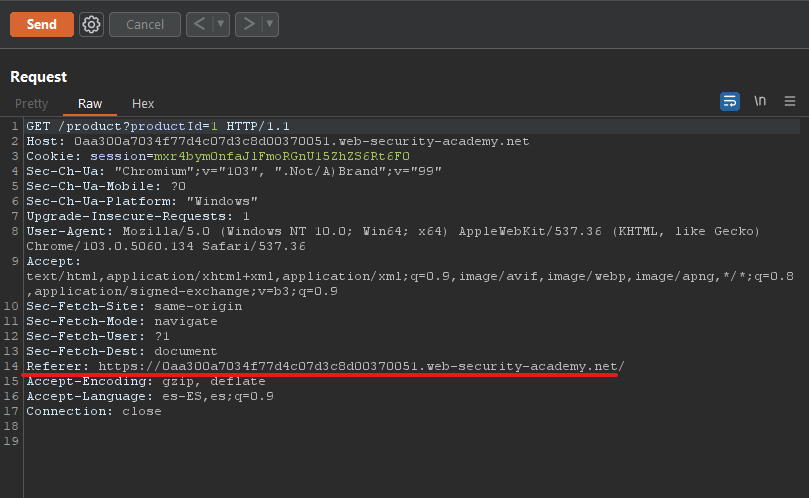 Send Cancel < ▼ > ▼
Request
Pretty Raw Hex \n
1 GET /product?productId=1 HTTP/1.1
2 Host: 0aa300a7034f77d4c07d3c8d00370051.web-security-academy.net
3 Cookie: session=mxr4bymOnfaJlFmoRGnU15ZhZS6Rt6F0
4 Sec-Ch-Ua: "Chromium";v="103", ".Not/A)Brand";v="99"
5 Sec-Ch-Ua-Mobile: ?0
6 Sec-Ch-Ua-Platform: "Windows"
7 Upgrade-Insecure-Requests: 1
8 User-Agent: Mozilla/5.0 (Windows NT 10.0; Win64; x64) AppleWebKit/537.36 (KHTML, like Gecko)
Chrome/103.0.5060.134 Safari/537.36
9 Accept:
text/html,application/xhtml+xml,application/xml;q=0.9,image/avif,image/webp,image/apng,*/*;q=0.8
,application/signed-exchange;v=b3;q=0.9
10 Sec-Fetch-Site: same-origin
11 Sec-Fetch-Mode: navigate
12 Sec-Fetch-User: ?1
13 Sec-Fetch-Dest: document
14 Referer: https://0aa300a7034f77d4c07d3c8d00370051.web-security-academy.net/
15 Accept-Encoding: gzip, deflate
16 Accept-Language: es-ES,es;q=0.9
17 Connection: close
18
19